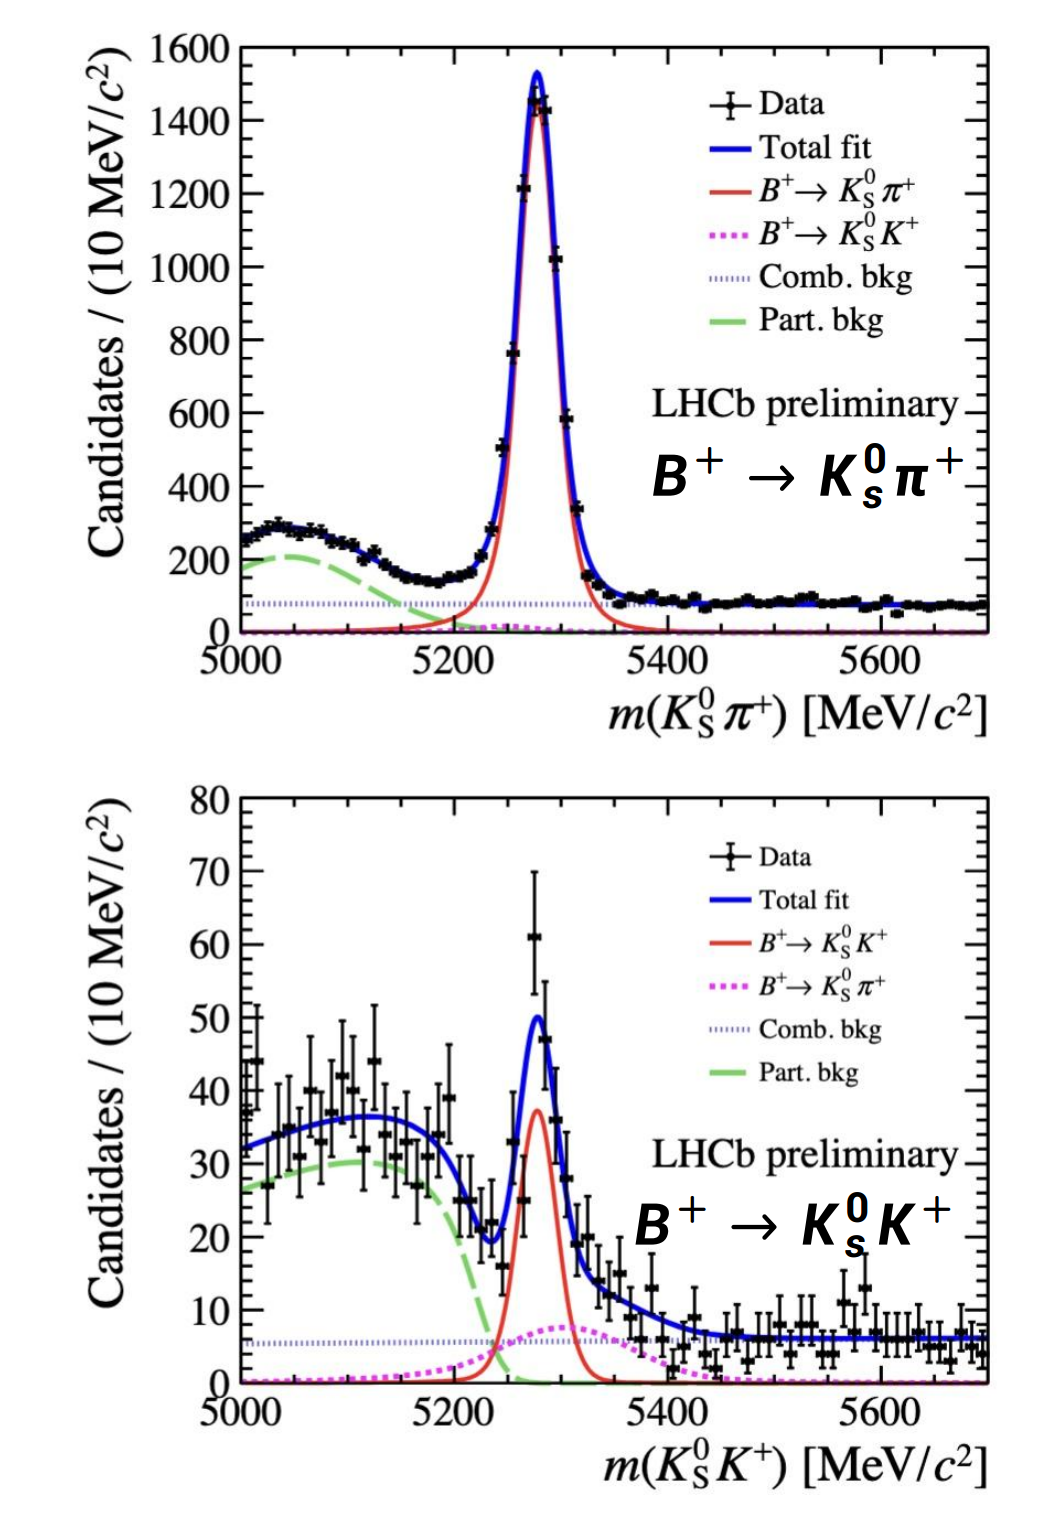 Candidates / (10 MeV/c²)
1600
1400
1200
1000
800
600
400
200
0
5000 5200 5400 5600
m(K⁰S π⁺) [MeV/c²]
Data
Total fit
B⁺→ K⁰S π⁺
B⁺→ K⁰S K⁺
Comb. bkg
Part. bkg
LHCb preliminary
B⁺ → K⁰s π⁺
Candidates / (10 MeV/c²)
80
70
60
50
40
30
20
10
0
5000 5200 5400 5600
m(K⁰S K⁺) [MeV/c²]
Data
Total fit
B⁺→ K⁰S K⁺
B⁺→ K⁰S π⁺
Comb. bkg
Part. bkg
LHCb preliminary
B⁺ → K⁰s K⁺